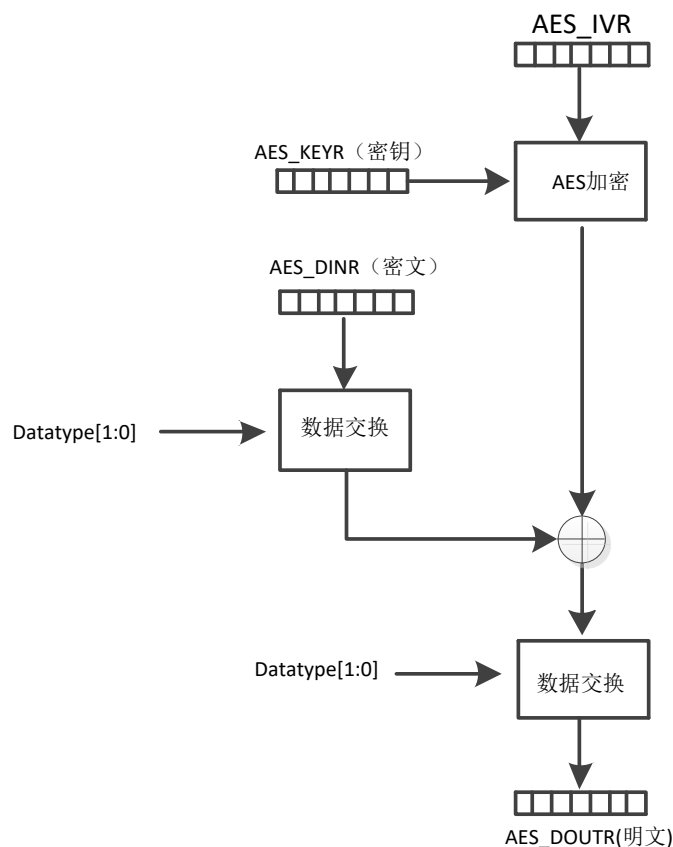 AES_IVR
AES_KEYR（密钥）
AES加密
AES_DINR（密文）
数据交换
Datatype[1:0]
Datatype[1:0]
数据交换
AES_DOUTR(明文)